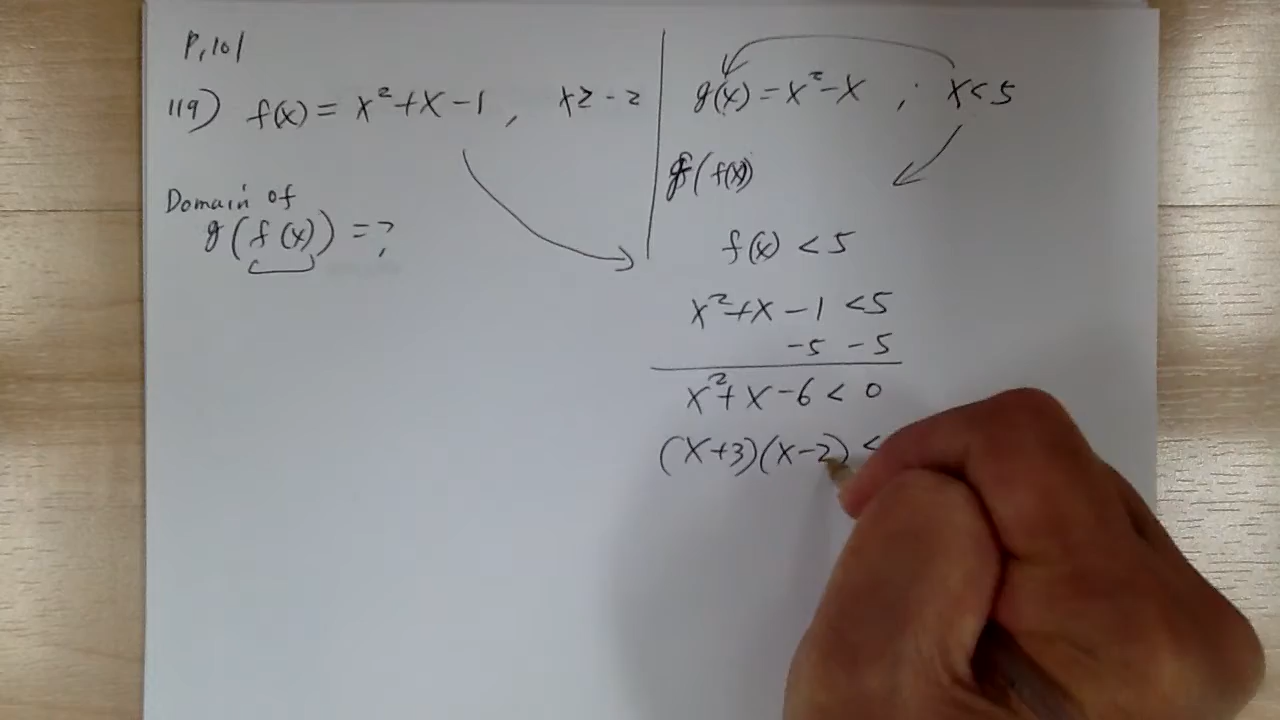 P,101
119) f(x) = x²+x-1, x≥-2
Domain of
g(f(x)) = ?
g(x) = x²-x ; x<5
g(f(x))
f(x) < 5
x²+x-1 <5
-5 -5
x²+x-6 < 0
(x+3)(x-2) <